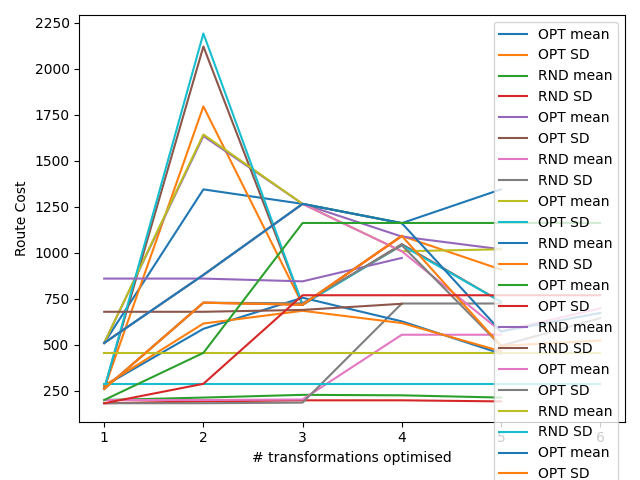 2250
2000
1750
1500
1250
1000
750
500
250
Route Cost
1
2
3
4
5
6
# transformations optimised
OPT mean
OPT SD
RND mean
RND SD
OPT mean
OPT SD
RND mean
RND SD
OPT mean
OPT SD
OPT mean
RND SD
OPT mean
OPT SD
RND mean
RND SD
OPT mean
OPT SD
RND mean
RND SD
OPT mean
OPT SD